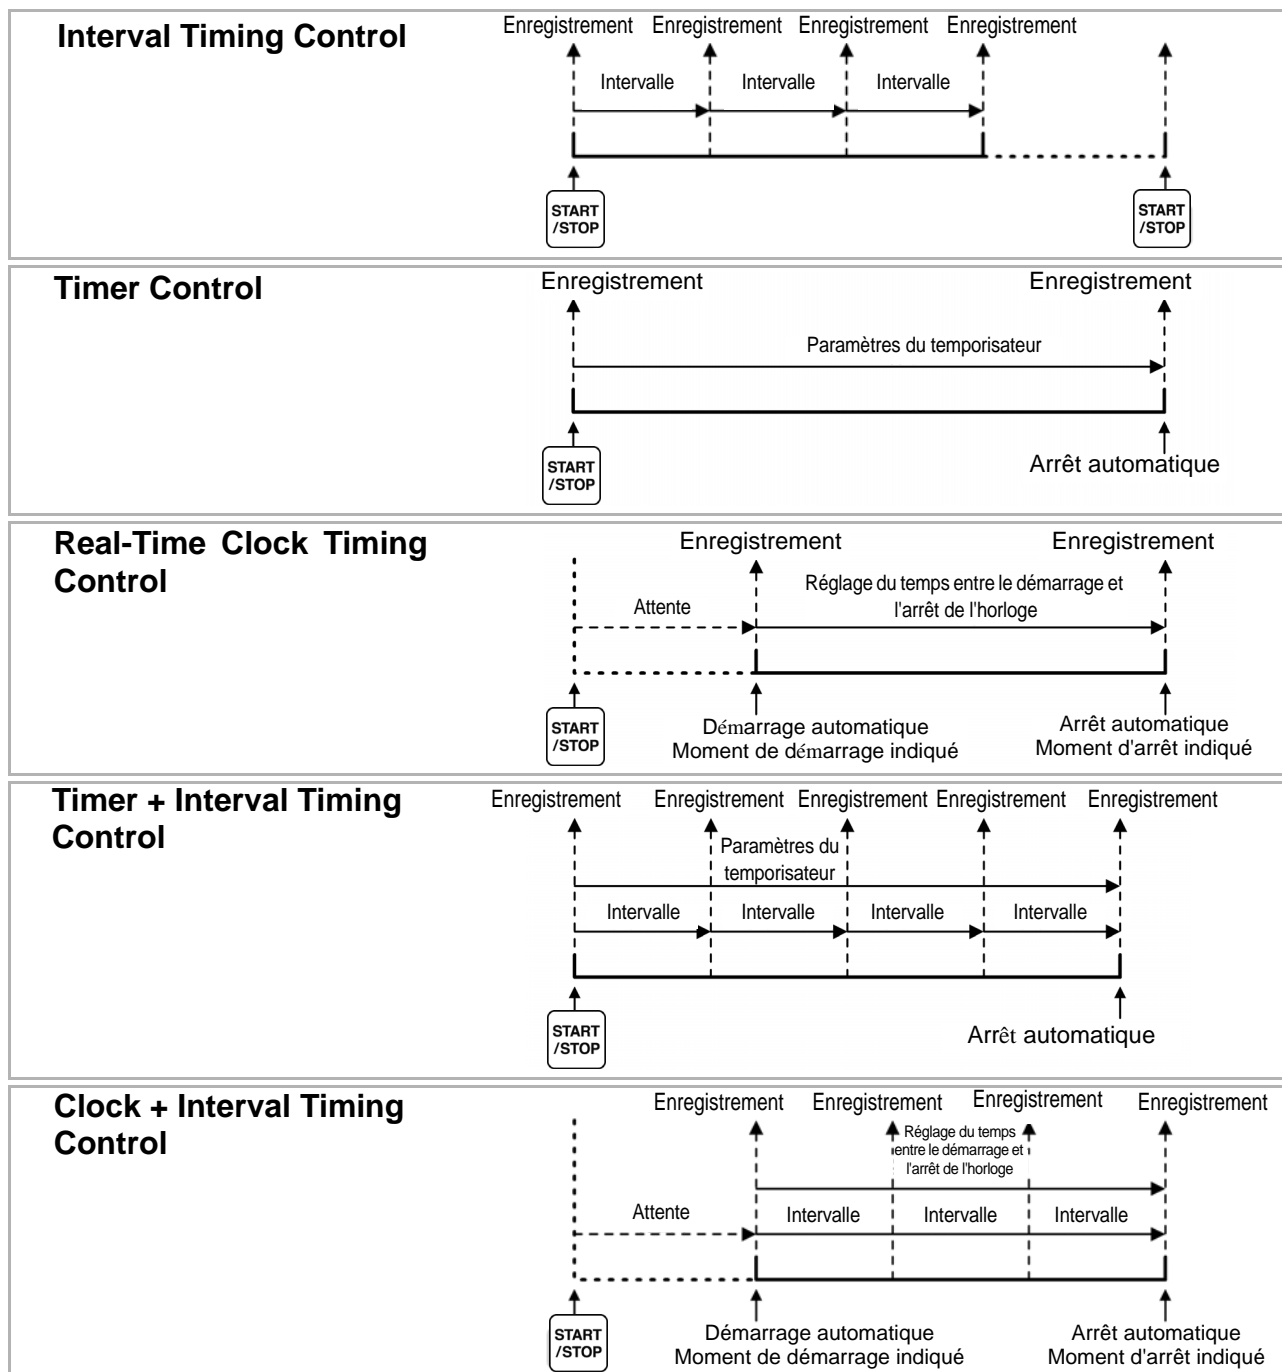 Interval Timing Control
Enregistrement Enregistrement Enregistrement Enregistrement
Intervalle Intervalle Intervalle
START
/STOP
START
/STOP
Timer Control
Enregistrement Enregistrement
Paramètres du temporisateur
START
/STOP
Arrêt automatique
Real-Time Clock Timing
Control
Enregistrement Enregistrement
Réglage du temps entre le démarrage et
l'arrêt de l'horloge
Attente
START
/STOP
Démarrage automatique
Moment de démarrage indiqué
Arrêt automatique
Moment d'arrêt indiqué
Timer + Interval Timing
Control
Enregistrement Enregistrement Enregistrement Enregistrement Enregistrement
Paramètres du
temporisateur
Intervalle Intervalle Intervalle Intervalle
START
/STOP
Arrêt automatique
Clock + Interval Timing
Control
Enregistrement Enregistrement Enregistrement Enregistrement
Réglage du temps
entre le démarrage et
l'arrêt de l'horloge
Attente Intervalle Intervalle Intervalle
START
/STOP
Démarrage automatique
Moment de démarrage indiqué
Arrêt automatique
Moment d'arrêt indiqué